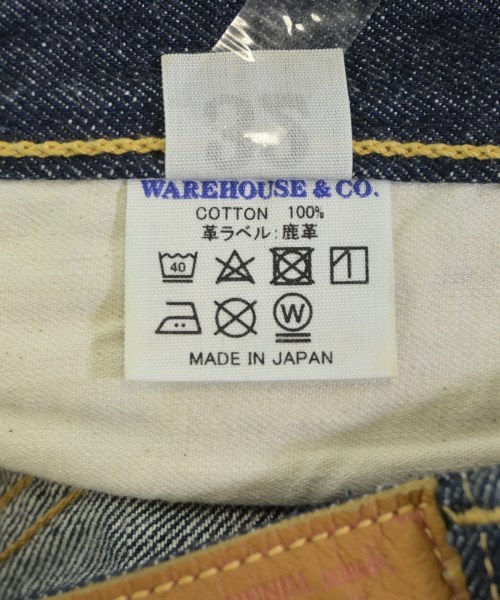 35
WAREHOUSE & CO.
COTTON 100%
革ラベル:鹿革
40
W
MADE IN JAPAN